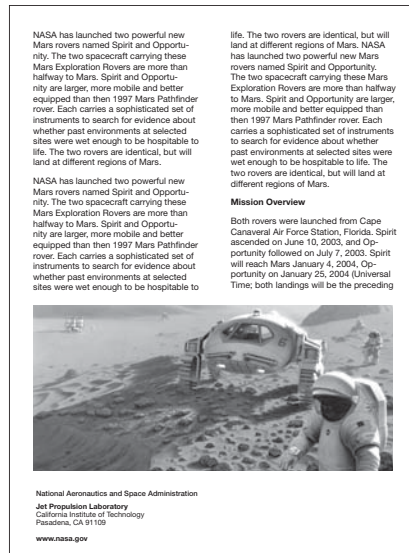 NASA has launched two powerful new
Mars rovers named Spirit and Opportu-
nity. The two spacecraft carrying these
Mars Exploration Rovers are more than
halfway to Mars. Spirit and Opportu-
nity are larger, more mobile and better
equipped than then 1997 Mars Pathfinder
rover. Each carries a sophisticated set of
instruments to search for evidence about
whether past environments at selected
sites were wet enough to be hospitable to
life. The two rovers are identical, but will
land at different regions of Mars.
NASA has launched two powerful new
Mars rovers named Spirit and Opportu-
nity. The two spacecraft carrying these
Mars Exploration Rovers are more than
halfway to Mars. Spirit and Opportu-
nity are larger, more mobile and better
equipped than then 1997 Mars Pathfinder
rover. Each carries a sophisticated set of
instruments to search for evidence about
whether past environments at selected
sites were wet enough to be hospitable to
life. The two rovers are identical, but will
land at different regions of Mars. NASA
has launched two powerful new Mars
rovers named Spirit and Opportunity.
The two spacecraft carrying these Mars
Exploration Rovers are more than halfway
to Mars. Spirit and Opportunity are larger,
more mobile and better equipped than
then 1997 Mars Pathfinder rover. Each
carries a sophisticated set of instruments
to search for evidence about whether
past environments at selected sites were
wet enough to be hospitable to life. The
two rovers are identical, but will land at
different regions of Mars.
Mission Overview
Both rovers were launched from Cape
Canaveral Air Force Station, Florida. Spirit
ascended on June 10, 2003, and Op-
portunity followed on July 7, 2003. Spirit
will reach Mars January 4, 2004, Op-
portunity on January 25, 2004 (Universal
Time; both landings will be the preceding
National Aeronautics and Space Administration
Jet Propulsion Laboratory
California Institute of Technology
Pasadena, CA 91109
www.nasa.gov